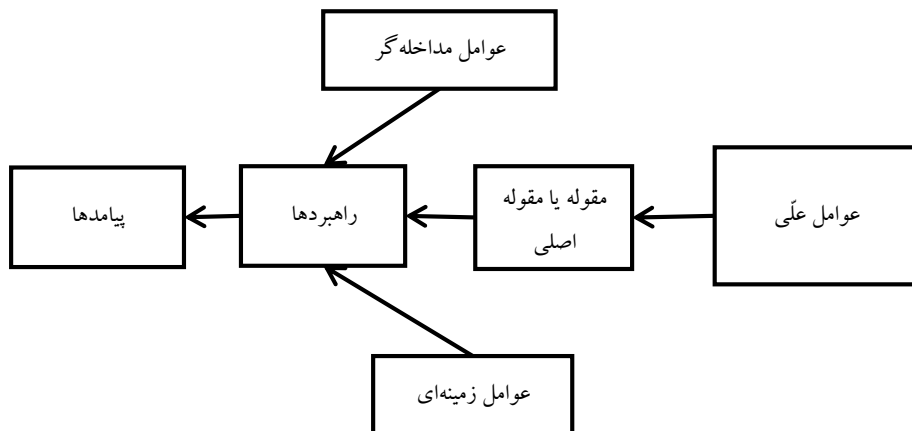 عوامل مداخله‌گر
عوامل علّی
مقوله یا مقوله
اصلی
راهبردها
پیامدها
عوامل زمینه‌ای